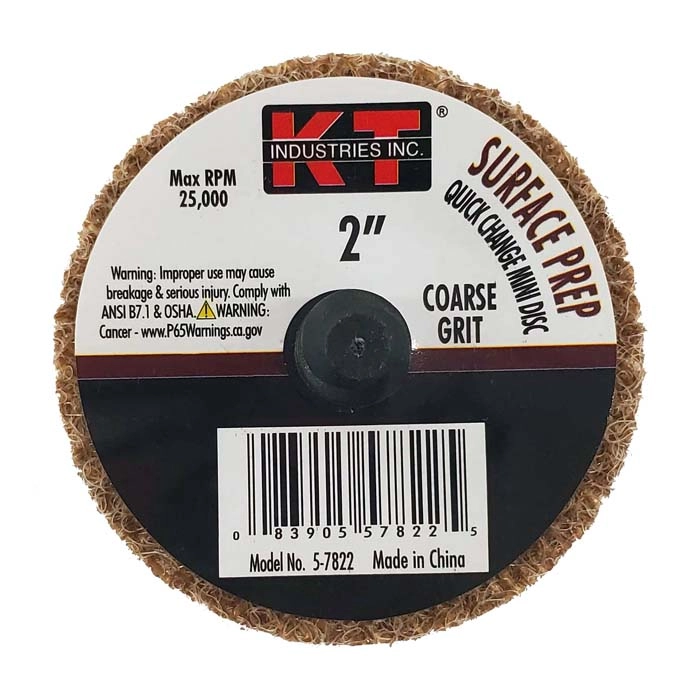 KT
INDUSTRIES INC.
®
Max RPM
25,000
2”
SURFACE PREP
QUICK CHANGE MINI DISC
COARSE
GRIT
Warning: Improper use may cause
breakage & serious injury. Comply with
ANSI B7.1 & OSHA. ⚠WARNING:
Cancer - www.P65Warnings.ca.gov
0 83905 57822 5
Model No. 5-7822 Made in China